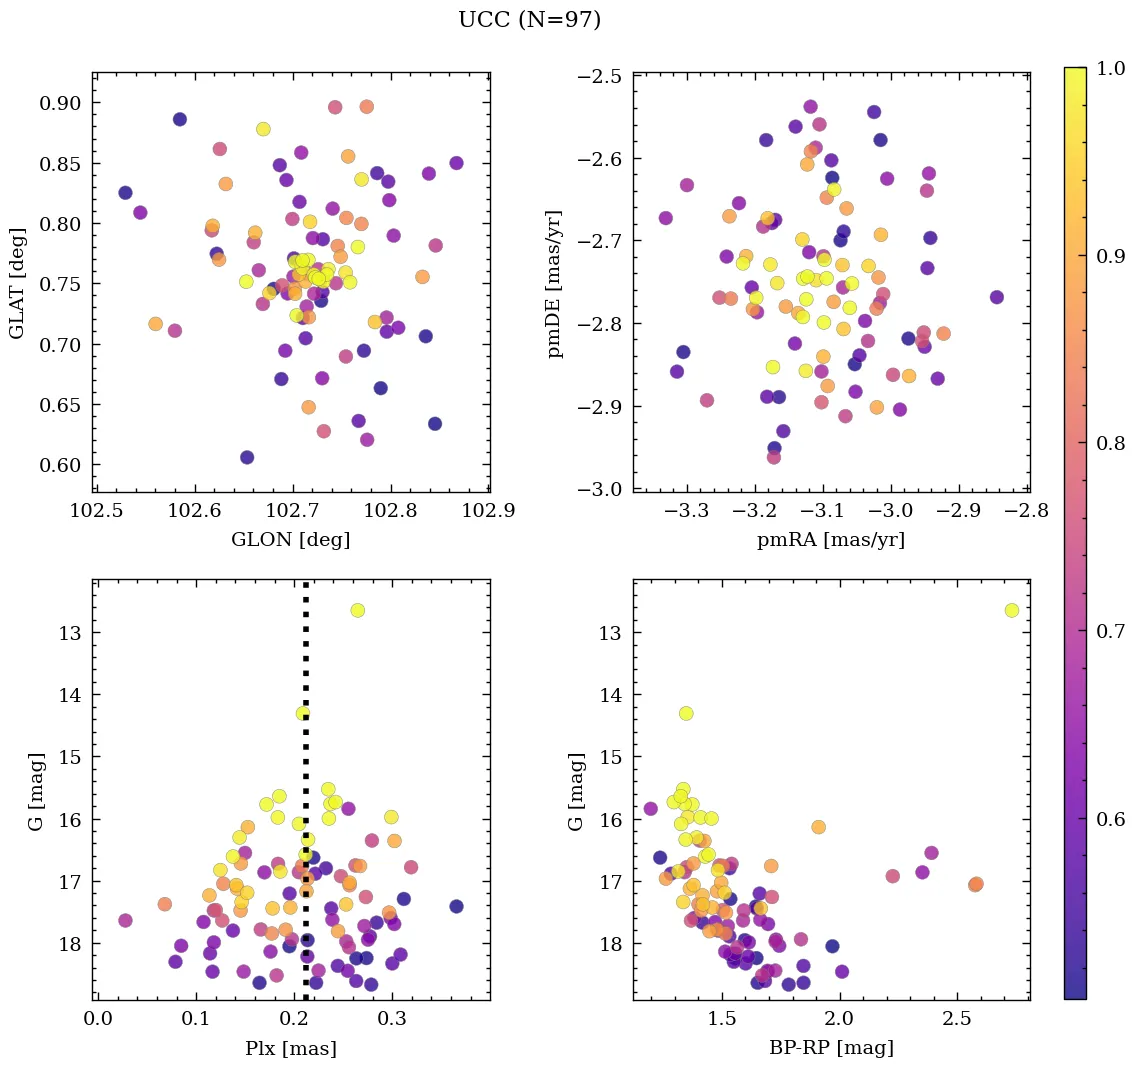 UCC (N=97)
0.90
0.85
0.80
0.75
0.70
0.65
0.60
GLAT [deg]
102.5 102.6 102.7 102.8 102.9
GLON [deg]
−2.5
−2.6
−2.7
−2.8
−2.9
−3.0
pmDE [mas/yr]
−3.3 −3.2 −3.1 −3.0 −2.9 −2.8
pmRA [mas/yr]
1.0
0.9
0.8
0.7
0.6
13
14
15
16
17
18
G [mag]
0.0 0.1 0.2 0.3
Plx [mas]
13
14
15
16
17
18
G [mag]
1.5 2.0 2.5
BP-RP [mag]